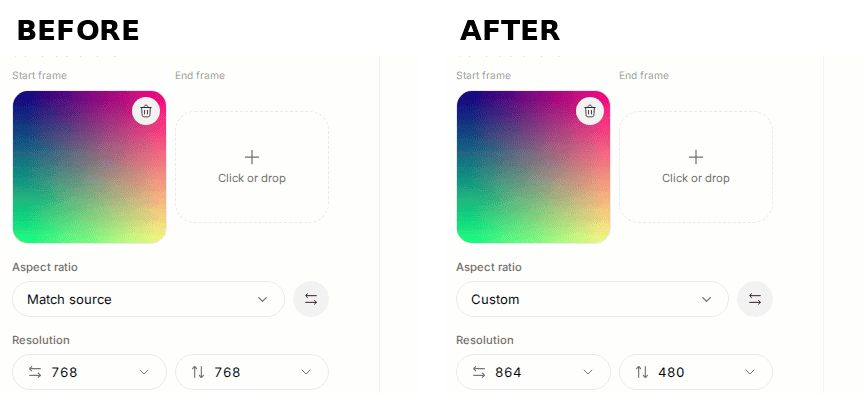 BEFORE
AFTER
Start frame
End frame
Click or drop
Aspect ratio
Match source
Resolution
768
768
Start frame
End frame
Click or drop
Aspect ratio
Custom
Resolution
864
480